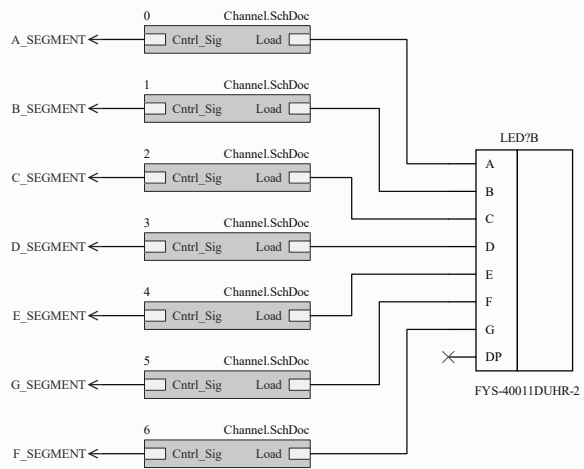 0 Channel.SchDoc
A_SEGMENT Cntrl_Sig Load
1 Channel.SchDoc
B_SEGMENT Cntrl_Sig Load
LED?B
2 Channel.SchDoc
A
C_SEGMENT Cntrl_Sig Load
B
C
3 Channel.SchDoc
D_SEGMENT Cntrl_Sig Load D
E
4 Channel.SchDoc
F
E_SEGMENT Cntrl_Sig Load
G
DP
5 Channel.SchDoc
G_SEGMENT Cntrl_Sig Load
FYS-40011DUHR-2
6 Channel.SchDoc
F_SEGMENT Cntrl_Sig Load